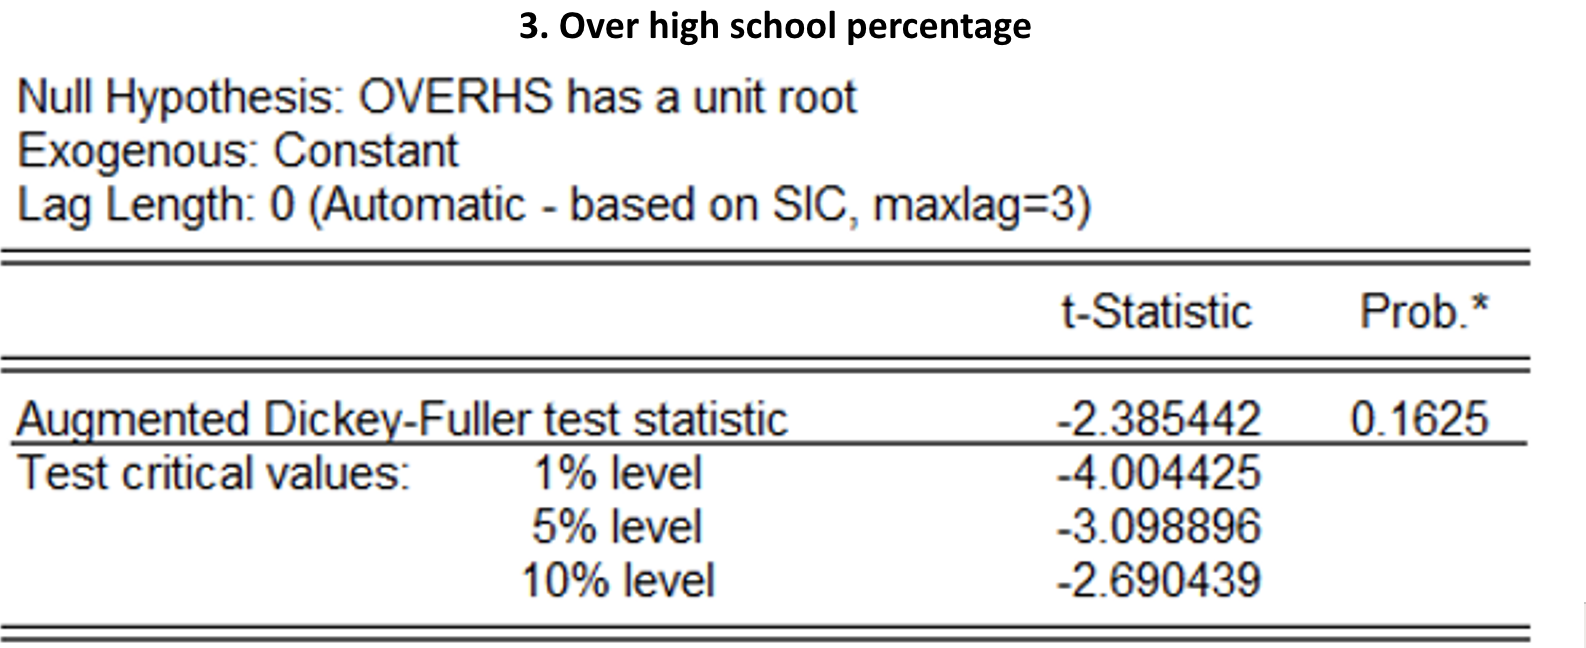 3. Over high school percentage
Null Hypothesis: OVERHS has a unit root
Exogenous: Constant
Lag Length: 0 (Automatic - based on SIC, maxlag=3)
t-Statistic Prob.*
Augmented Dickey-Fuller test statistic -2.385442 0.1625
Test critical values: 1% level -4.004425
5% level -3.098896
10% level -2.690439